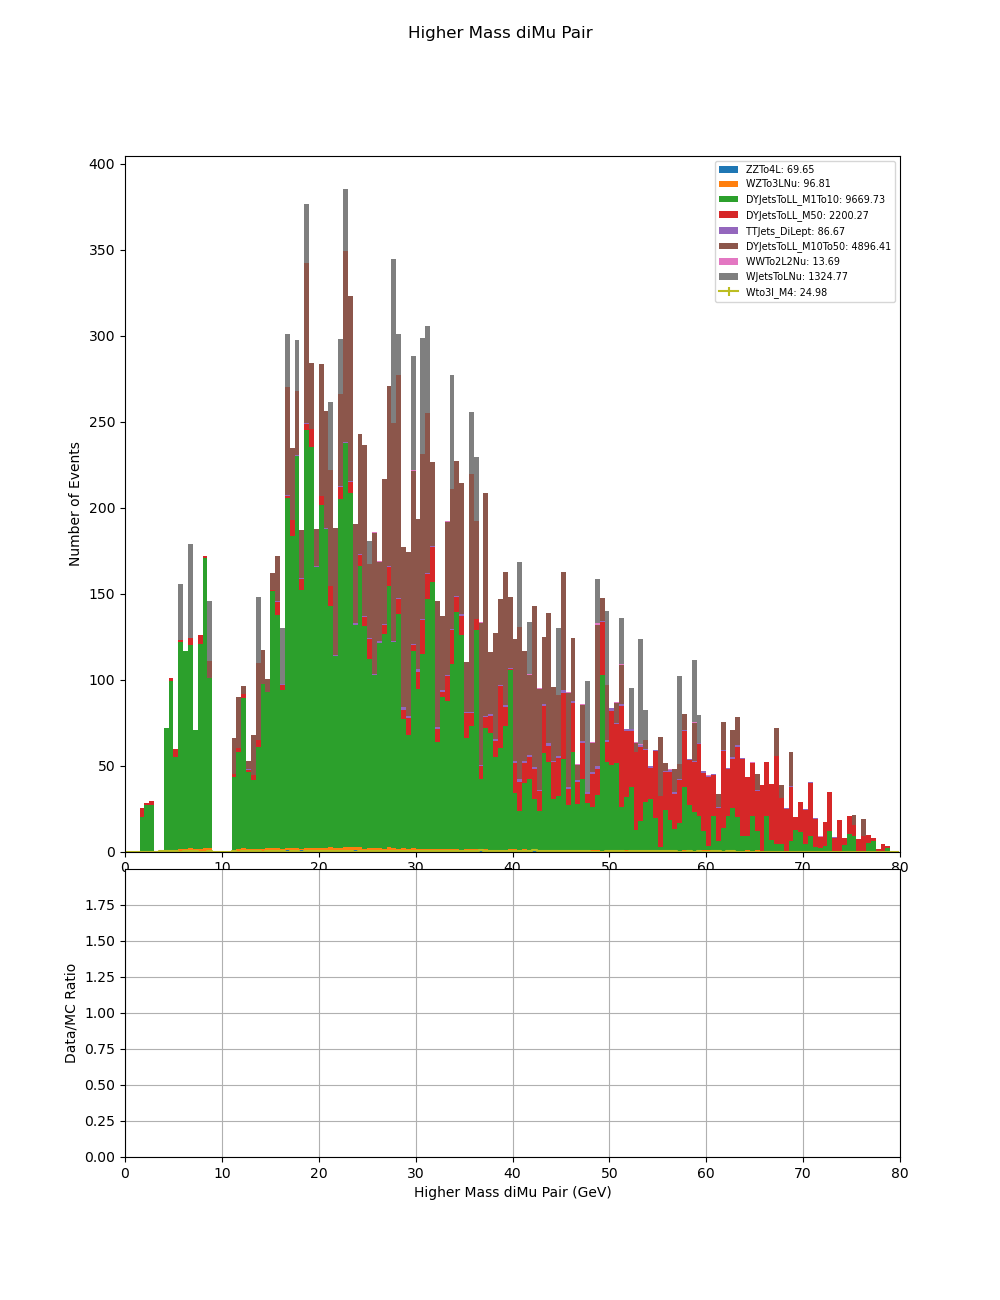 Higher Mass diMu Pair
400
350
300
250
200
150
100
50
0
Number of Events
ZZTo4L: 69.65
WZTo3LNu: 96.81
DYJetsToLL_M1To10: 9669.73
DYJetsToLL_M50: 2200.27
TTJets_DiLept: 86.67
DYJetsToLL_M10To50: 4896.41
WWTo2L2Nu: 13.69
WJetsToLNu: 1324.77
Wto3l_M4: 24.98
0 10 20 30 40 50 60 70 80
1.75
1.50
1.25
1.00
0.75
0.50
0.25
0.00
Data/MC Ratio
0 10 20 30 40 50 60 70 80
Higher Mass diMu Pair (GeV)